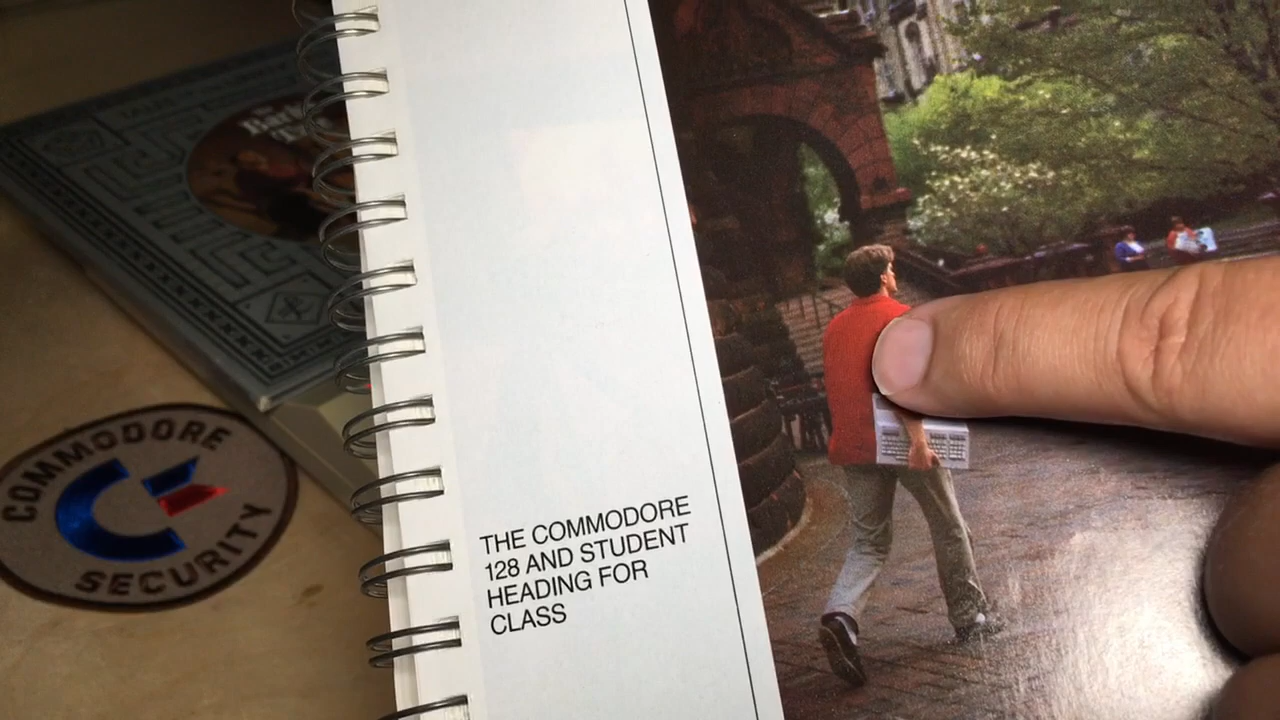 COMMODORE
SECURITY
THE COMMODORE
128 AND STUDENT
HEADING FOR
CLASS